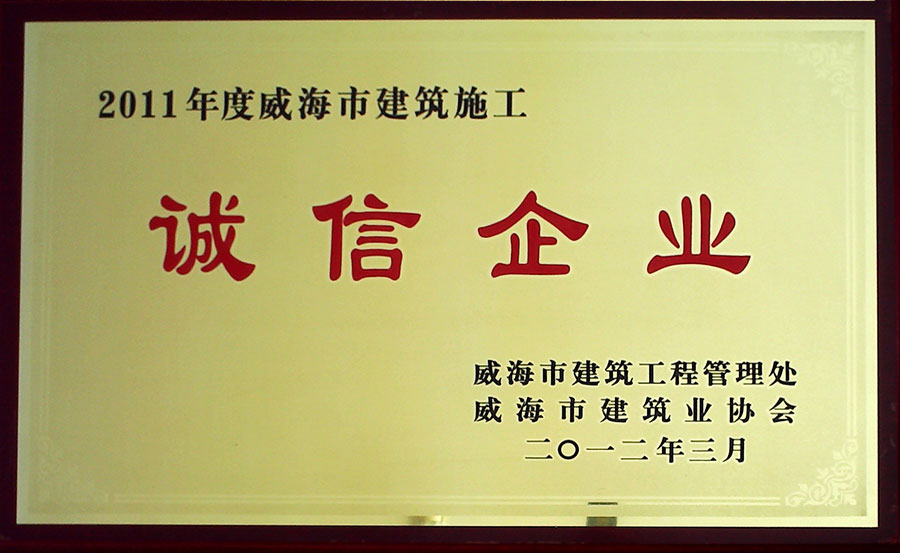 2011年度威海市建筑施工
诚信企业
威海市建筑工程管理处
威海市建筑业协会
二〇一二年三月